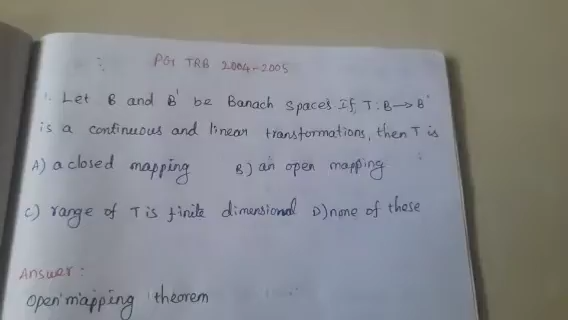 PG TRB 2004-2005
1. Let B and B' be Banach spaces. If, T : B→B'
is a continuous and linear transformations, then T is
A) a closed mapping B) an open mapping
C) range of T is finite dimensional D) none of these
Answer :
Open mapping theorem